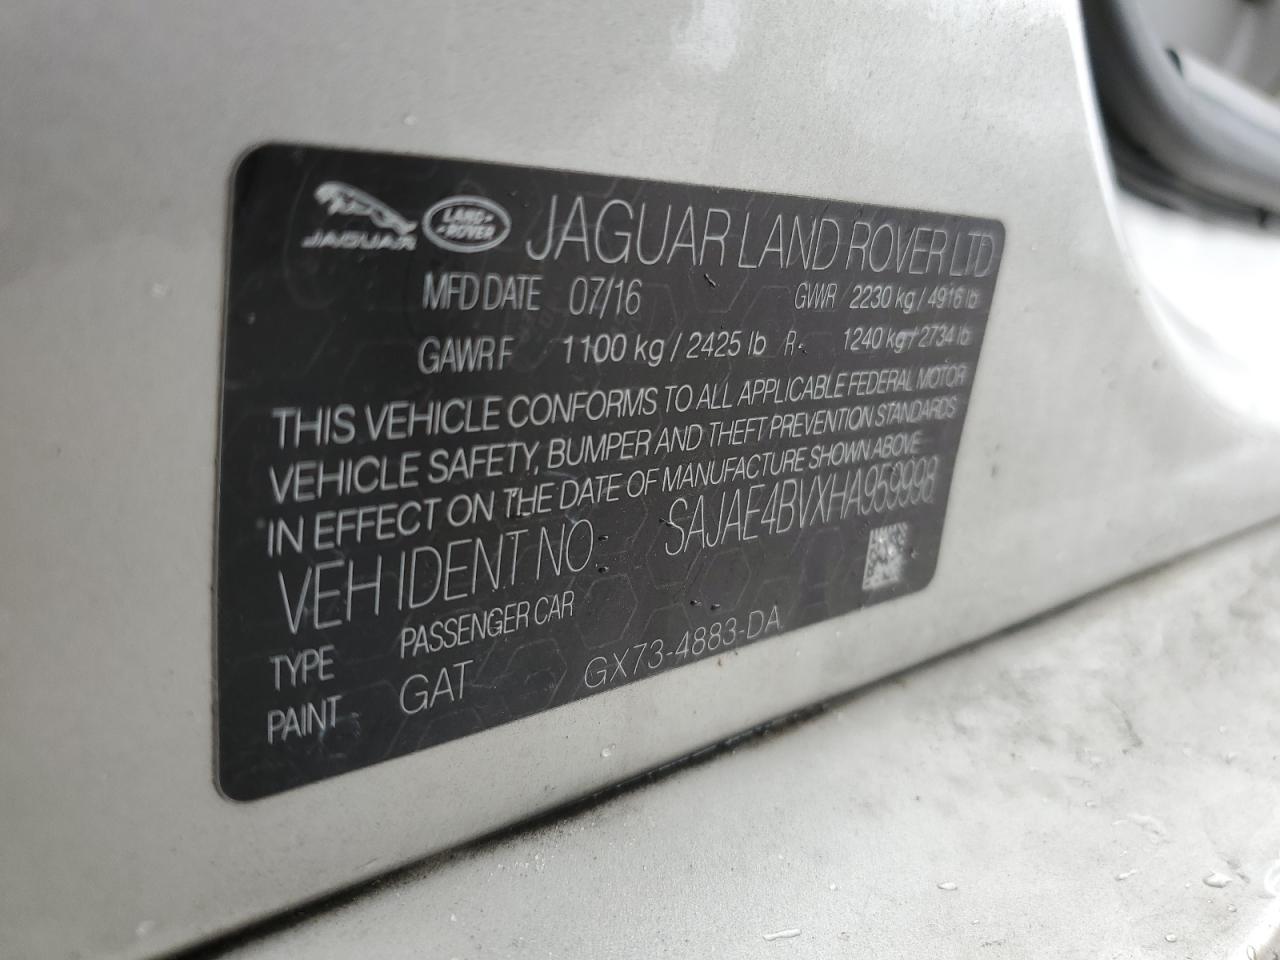 JAGUAR LAND-ROVER JAGUAR LAND ROVER LTD
MFD DATE 07/16 GVWR 2230 kg / 4916 lb
GAWR F 1100 kg / 2425 lb R- 1240 kg / 2734 lb
THIS VEHICLE CONFORMS TO ALL APPLICABLE FEDERAL MOTOR
VEHICLE SAFETY, BUMPER AND THEFT PREVENTION STANDARDS
IN EFFECT ON THE DATE OF MANUFACTURE SHOWN ABOVE
VEH IDENT NO SAJAE4BVXHA959998
TYPE PASSENGER CAR
PAINT GAT GX73-4883-DA